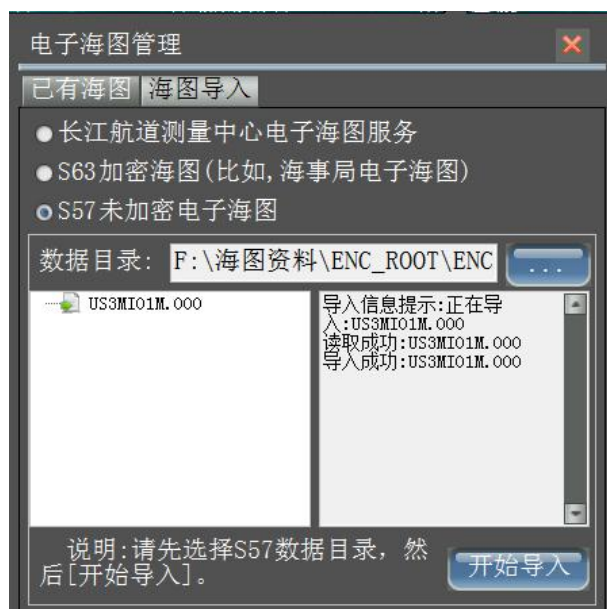 电子海图管理
已有海图 海图导入
长江航道测量中心电子海图服务
S63加密海图(比如,海事局电子海图)
S57未加密电子海图
数据目录: F:\海图资料\ENC_ROOT\ENC ...
US3MI01M.000
导入信息提示:正在导
入:US3MI01M.000
读取成功:US3MI01M.000
导入成功:US3MI01M.000
说明:请先选择S57数据目录，然
后[开始导入]。
开始导入